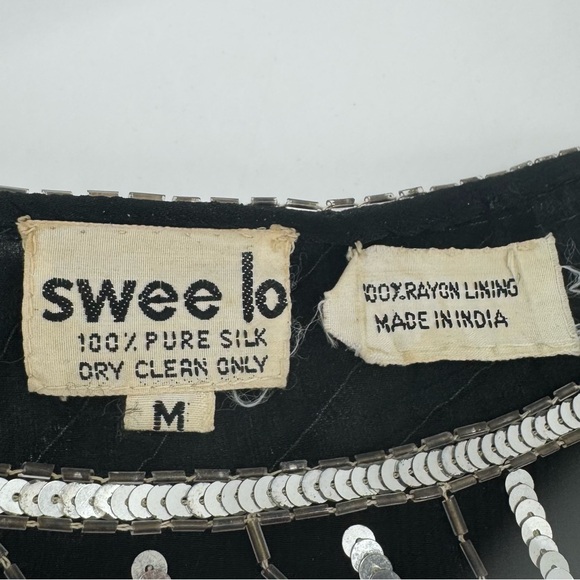 swee lo
100% PURE SILK
DRY CLEAN ONLY
M
100% RAYON LINING
MADE IN INDIA